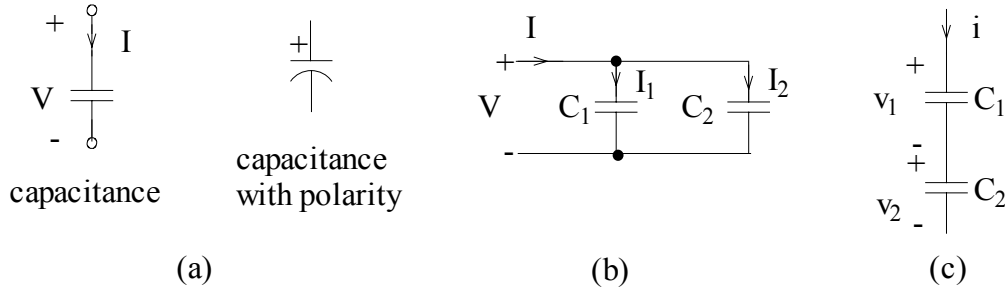 +
I
V
-
capacitance
+
capacitance
with polarity
(a)
I
+
V
-
I1
C1
I2
C2
(b)
i
+
v1
C1
-
+
v2
C2
-
(c)